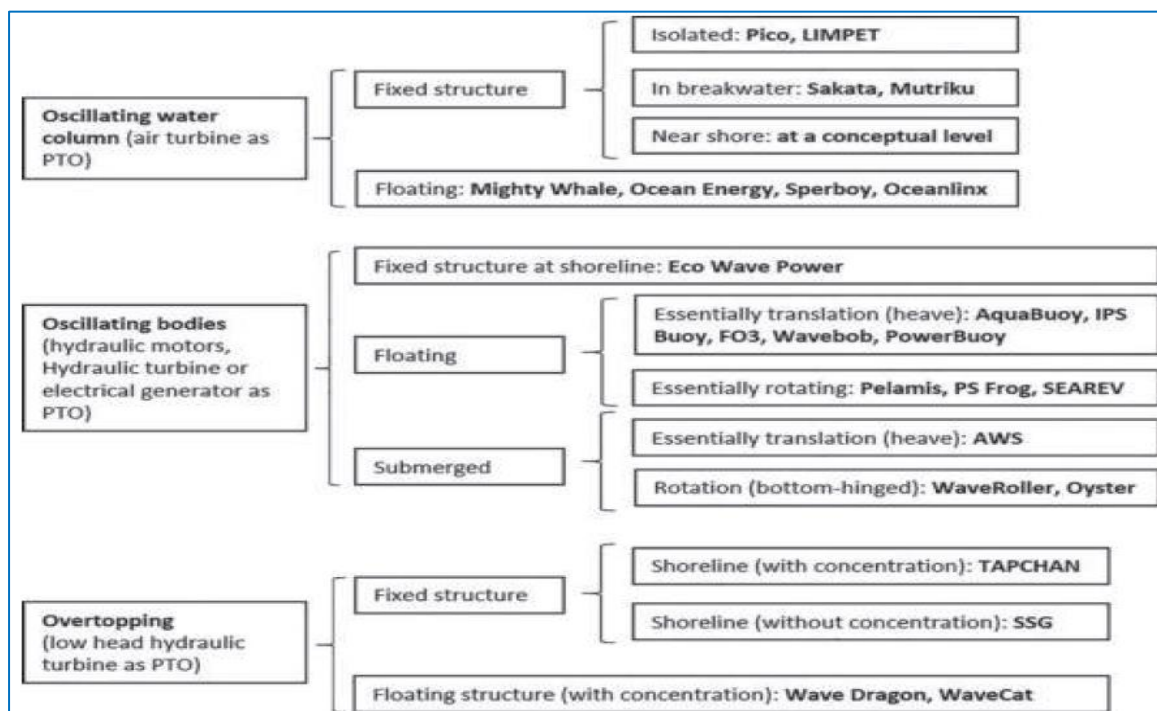 Isolated: Pico, LIMPET
Fixed structure
In breakwater: Sakata, Mutriku
Oscillating water
column (air turbine as
PTO)
Near shore: at a conceptual level
Floating: Mighty Whale, Ocean Energy, Sperboy, Oceanlinx
Fixed structure at shoreline: Eco Wave Power
Oscillating bodies
(hydraulic motors,
Hydraulic turbine or
electrical generator as
PTO)
Floating
Essentially translation (heave): AquaBuoy, IPS
Buoy, FO3, Wavebob, PowerBuoy
Essentially rotating: Pelamis, PS Frog, SEAREV
Submerged
Essentially translation (heave): AWS
Rotation (bottom-hinged): WaveRoller, Oyster
Overtopping
(low head hydraulic
turbine as PTO)
Fixed structure
Shoreline (with concentration): TAPCHAN
Shoreline (without concentration): SSG
Floating structure (with concentration): Wave Dragon, WaveCat